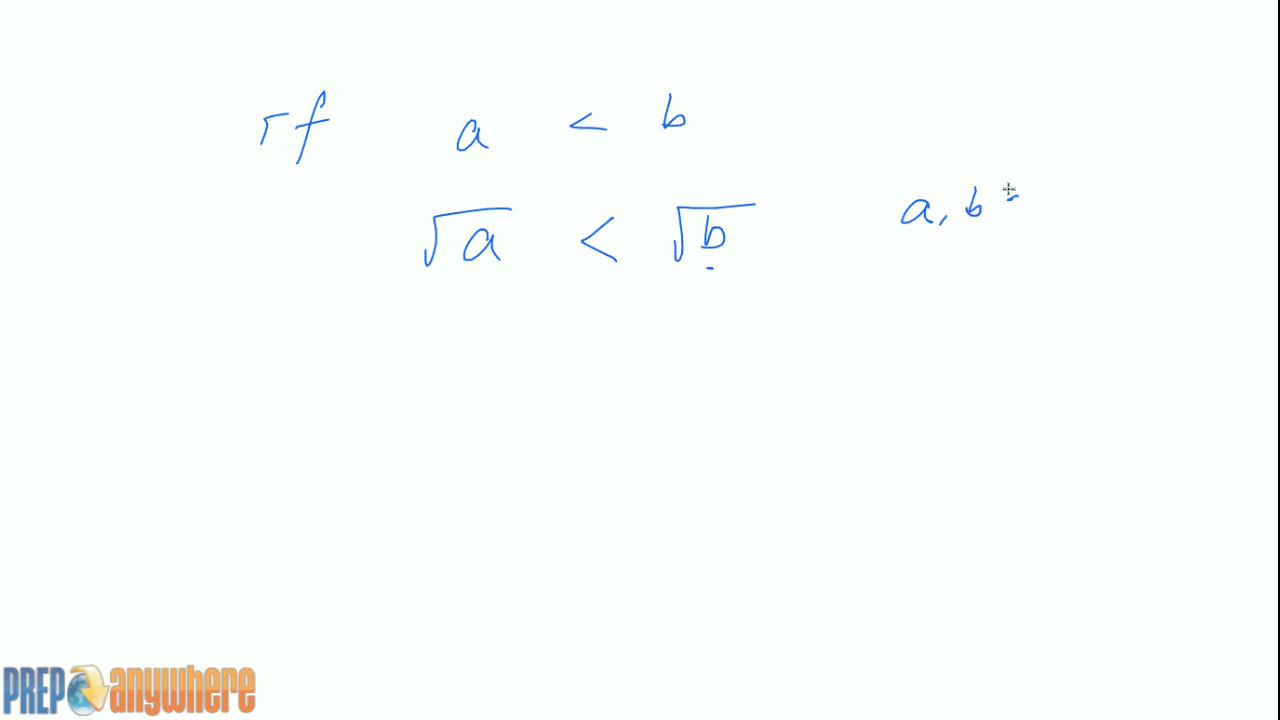 If a < b
√a < √b a, b
PREP anywhere